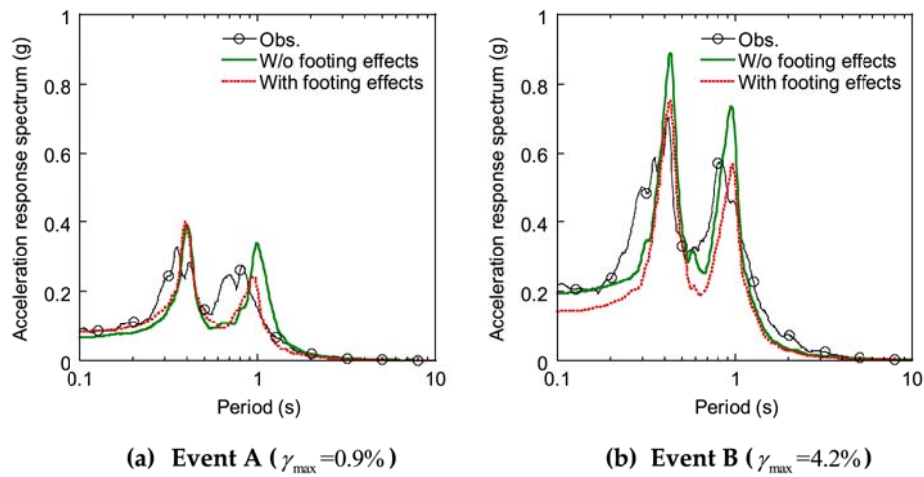 Acceleration response spectrum (g)
1
0.8
0.6
0.4
0.2
0
Obs.
W/o footing effects
With footing effects
0.1
1
10
Period (s)
(a) Event A ( γmax =0.9% )
Acceleration response spectrum (g)
1
0.8
0.6
0.4
0.2
0
Obs.
W/o footing effects
With footing effects
0.1
1
10
Period (s)
(b) Event B ( γmax =4.2% )